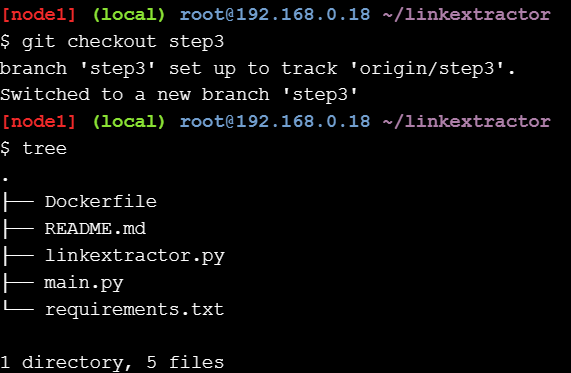 [node1] (local) root@192.168.0.18 ~/linkextractor
$ git checkout step3
branch 'step3' set up to track 'origin/step3'.
Switched to a new branch 'step3'
[node1] (local) root@192.168.0.18 ~/linkextractor
$ tree
.
├── Dockerfile
├── README.md
├── linkextractor.py
├── main.py
└── requirements.txt
1 directory, 5 files